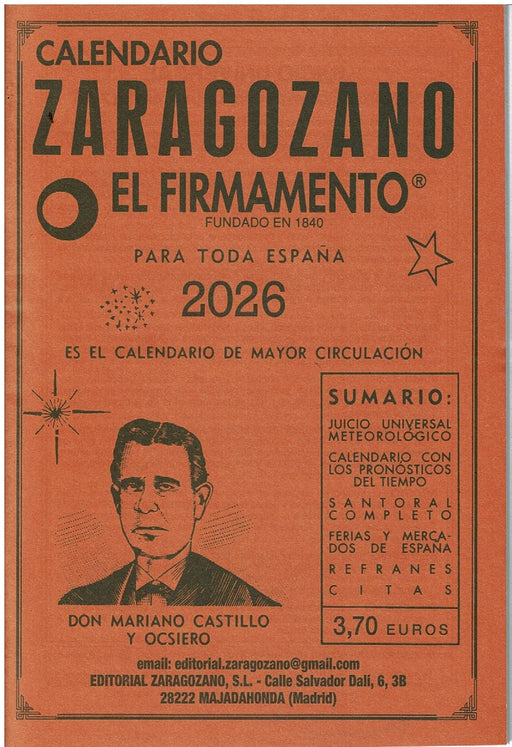 CALENDARIO
ZARAGOZANO
EL FIRMAMENTO®
FUNDADO EN 1840
PARA TODA ESPAÑA
2026
ES EL CALENDARIO DE MAYOR CIRCULACIÓN
SUMARIO:
JUICIO UNIVERSAL
METEOROLÓGICO
CALENDARIO CON
LOS PRONÓSTICOS
DEL TIEMPO
SANTORAL
COMPLETO
FERIAS Y MERCA-
DOS DE ESPAÑA
REFRANES
CITAS
3,70 EUROS
DON MARIANO CASTILLO
Y OCSIERO
email: editorial.zaragozano@gmail.com
EDITORIAL ZARAGOZANO, S.L. - Calle Salvador Dalí, 6, 3B
28222 MAJADAHONDA (Madrid)